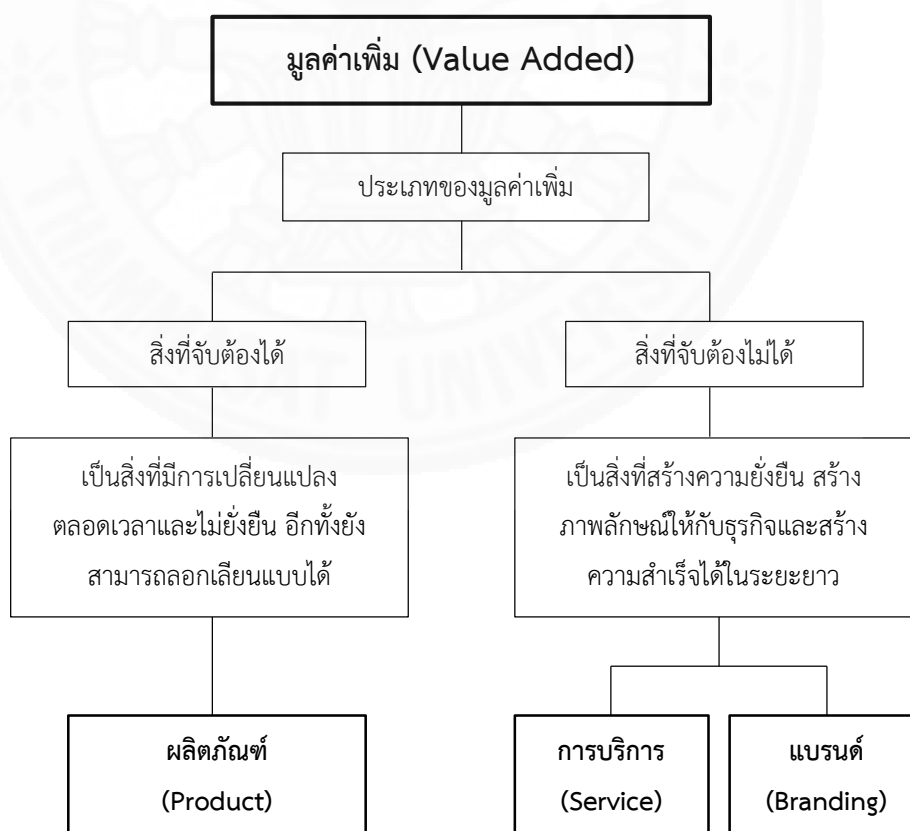 มูลค่าเพิ่ม (Value Added)
ประเภทของมูลค่าเพิ่ม
สิ่งที่จับต้องได้
สิ่งที่จับต้องไม่ได้
เป็นสิ่งที่มีการเปลี่ยนแปลง
ตลอดเวลาและไม่ยั่งยืน อีกทั้งยัง
สามารถลอกเลียนแบบได้
เป็นสิ่งที่สร้างความยั่งยืน สร้าง
ภาพลักษณ์ให้กับธุรกิจและสร้าง
ความสำเร็จได้ในระยะยาว
ผลิตภัณฑ์
(Product)
การบริการ
(Service)
แบรนด์
(Branding)
THAMMASAT UNIVERSITY